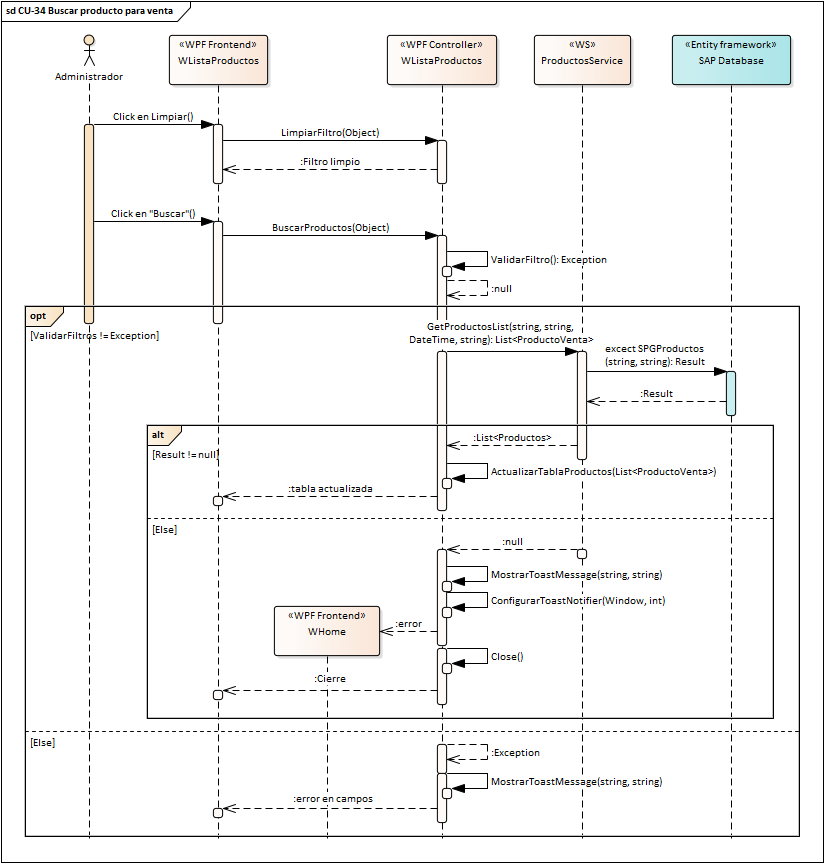 sd CU-34 Buscar producto para venta
Administrador
«WPF Frontend»
WListaProductos
«WPF Controller»
WListaProductos
«WS»
ProductosService
«Entity framework»
SAP Database
Click en Limpiar()
LimpiarFiltro(Object)
:Filtro limpio
Click en "Buscar"()
BuscarProductos(Object)
ValidarFiltro(): Exception
:null
opt
[ValidarFiltros != Exception]
GetProductosList(string, string,
DateTime, string): List<ProductoVenta>
excect SPGProductos
(string, string): Result
:Result
alt
[Result != null]
:List<Productos>
ActualizarTablaProductos(List<ProductoVenta>)
:tabla actualizada
[Else]
:null
MostrarToastMessage(string, string)
ConfigurarToastNotifier(Window, int)
«WPF Frontend»
WHome
:error
Close()
:Cierre
[Else]
:Exception
MostrarToastMessage(string, string)
:error en campos